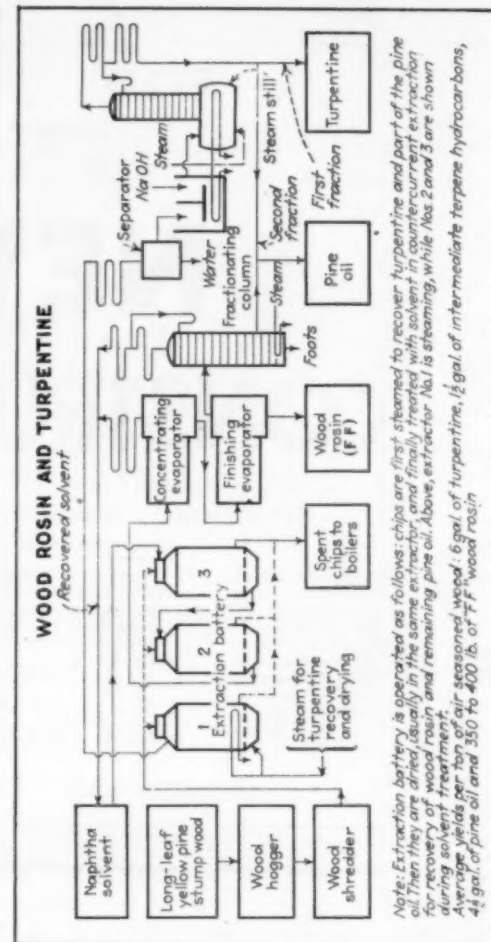 WOOD ROSIN AND TURPENTINE
Recovered solvent
Naphtha
solvent
Long-leaf
yellow pine
stump wood
Wood
hogger
Wood
shredder
1
2
3
Extraction battery
Steam for
turpentine
recovery
and drying
Spent
chips to
boilers
Concentrating
evaporator
Finishing
evaporator
Wood
rosin
(FF)
Separator
NaOH
Steam
Water
Fractionating
column
Steam still
Second
fraction
First
fraction
Steam
Foots
Pine
oil
Turpentine
Note: Extraction battery is operated as follows: chips are first steamed to recover turpentine and part of the pine
oil. Then they are dried, usually in the same extractor, and finally treated with solvent in countercurrent extraction
for recovery of wood rosin and remaining pine oil. Above, extractor No.1 is steaming, while Nos. 2 and 3 are shown
during solvent treatment.
Average yields per ton of air seasoned wood: 6 gal. of turpentine, 1½ gal. of intermediate terpene hydrocarbons,
4½ gal. of pine oil and 350 to 400 lb. of "FF" wood rosin